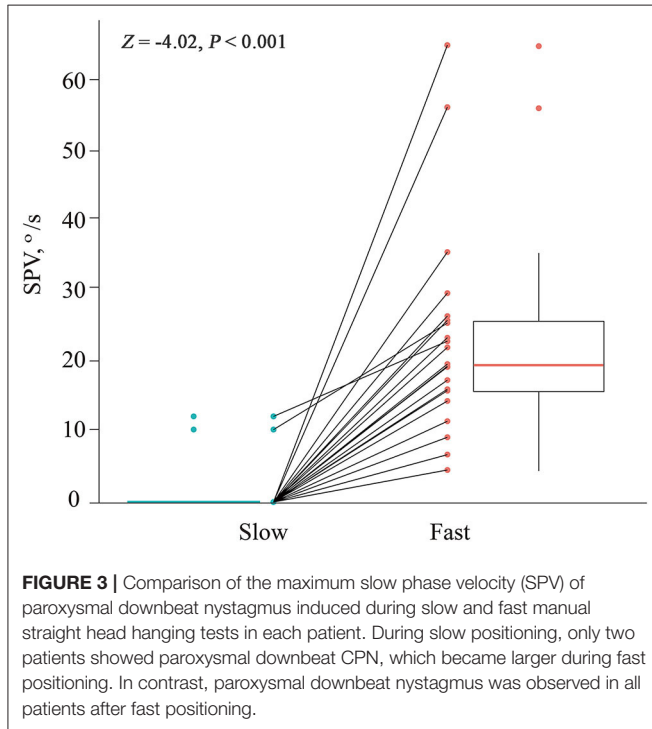 Z = -4.02, P < 0.001
60
50
40
30
20
10
0
SPV, °/s
Slow
Fast
FIGURE 3 | Comparison of the maximum slow phase velocity (SPV) of
paroxysmal downbeat nystagmus induced during slow and fast manual
straight head hanging tests in each patient. During slow positioning, only two
patients showed paroxysmal downbeat CPN, which became larger during fast
positioning. In contrast, paroxysmal downbeat nystagmus was observed in all
patients after fast positioning.